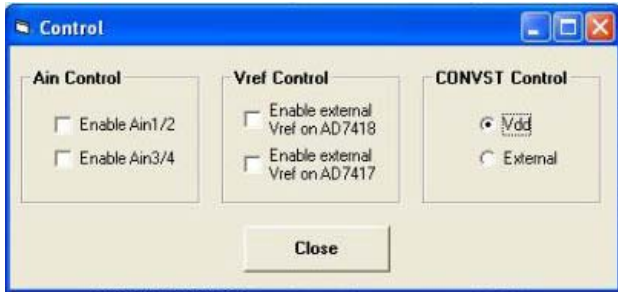 Control
Ain Control
Enable Ain1/2
Enable Ain3/4
Vref Control
Enable external
Vref on AD7418
Enable external
Vref on AD7417
CONVST Control
Vdd
External
Close